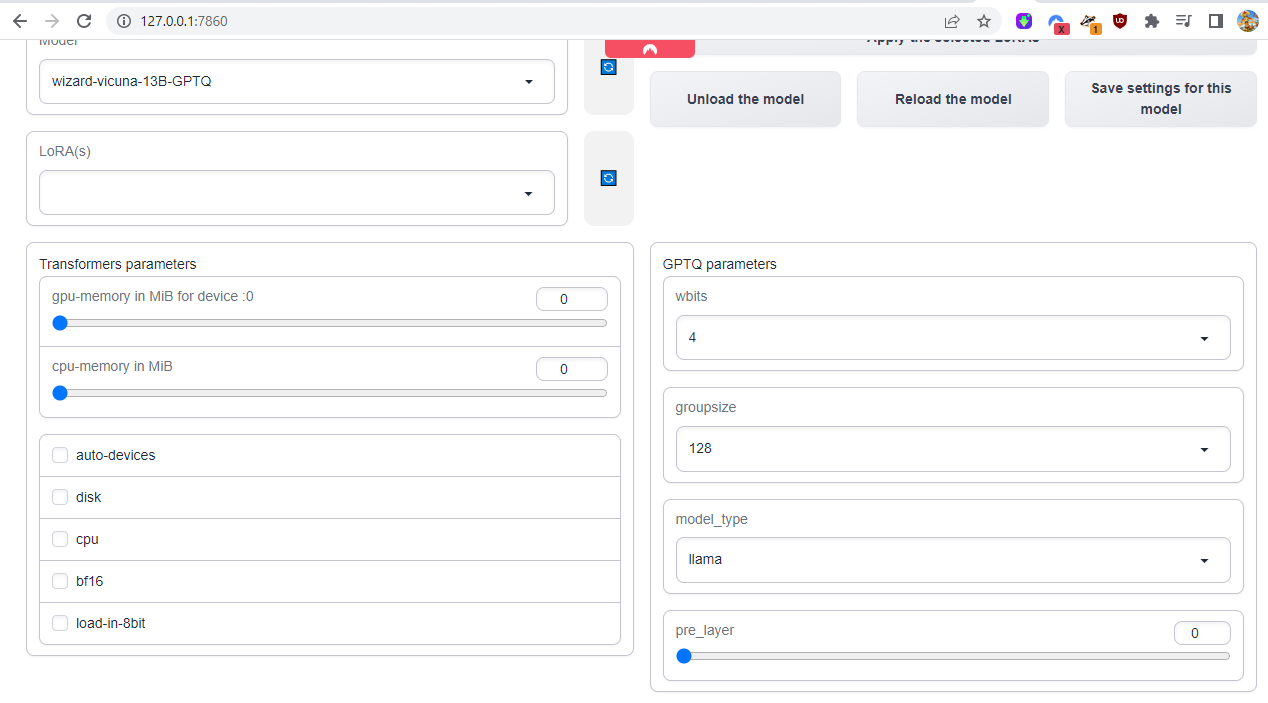 127.0.0.1:7860
X
1
Model
Apply the selected LoRAs
wizard-vicuna-13B-GPTQ
Unload the model
Reload the model
Save settings for this
model
LoRA(s)
Transformers parameters
gpu-memory in MiB for device :0
0
cpu-memory in MiB
0
auto-devices
disk
cpu
bf16
load-in-8bit
GPTQ parameters
wbits
4
groupsize
128
model_type
llama
pre_layer
0